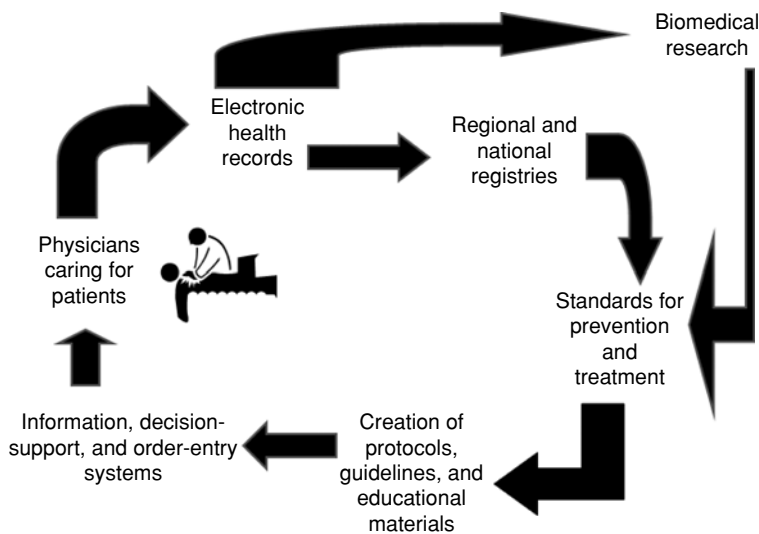 Biomedical
research
Electronic
health
records
Regional and
national
registries
Physicians
caring for
patients
Standards for
prevention
and
treatment
Information, decision-
support, and order-entry
systems
Creation of
protocols,
guidelines, and
educational
materials